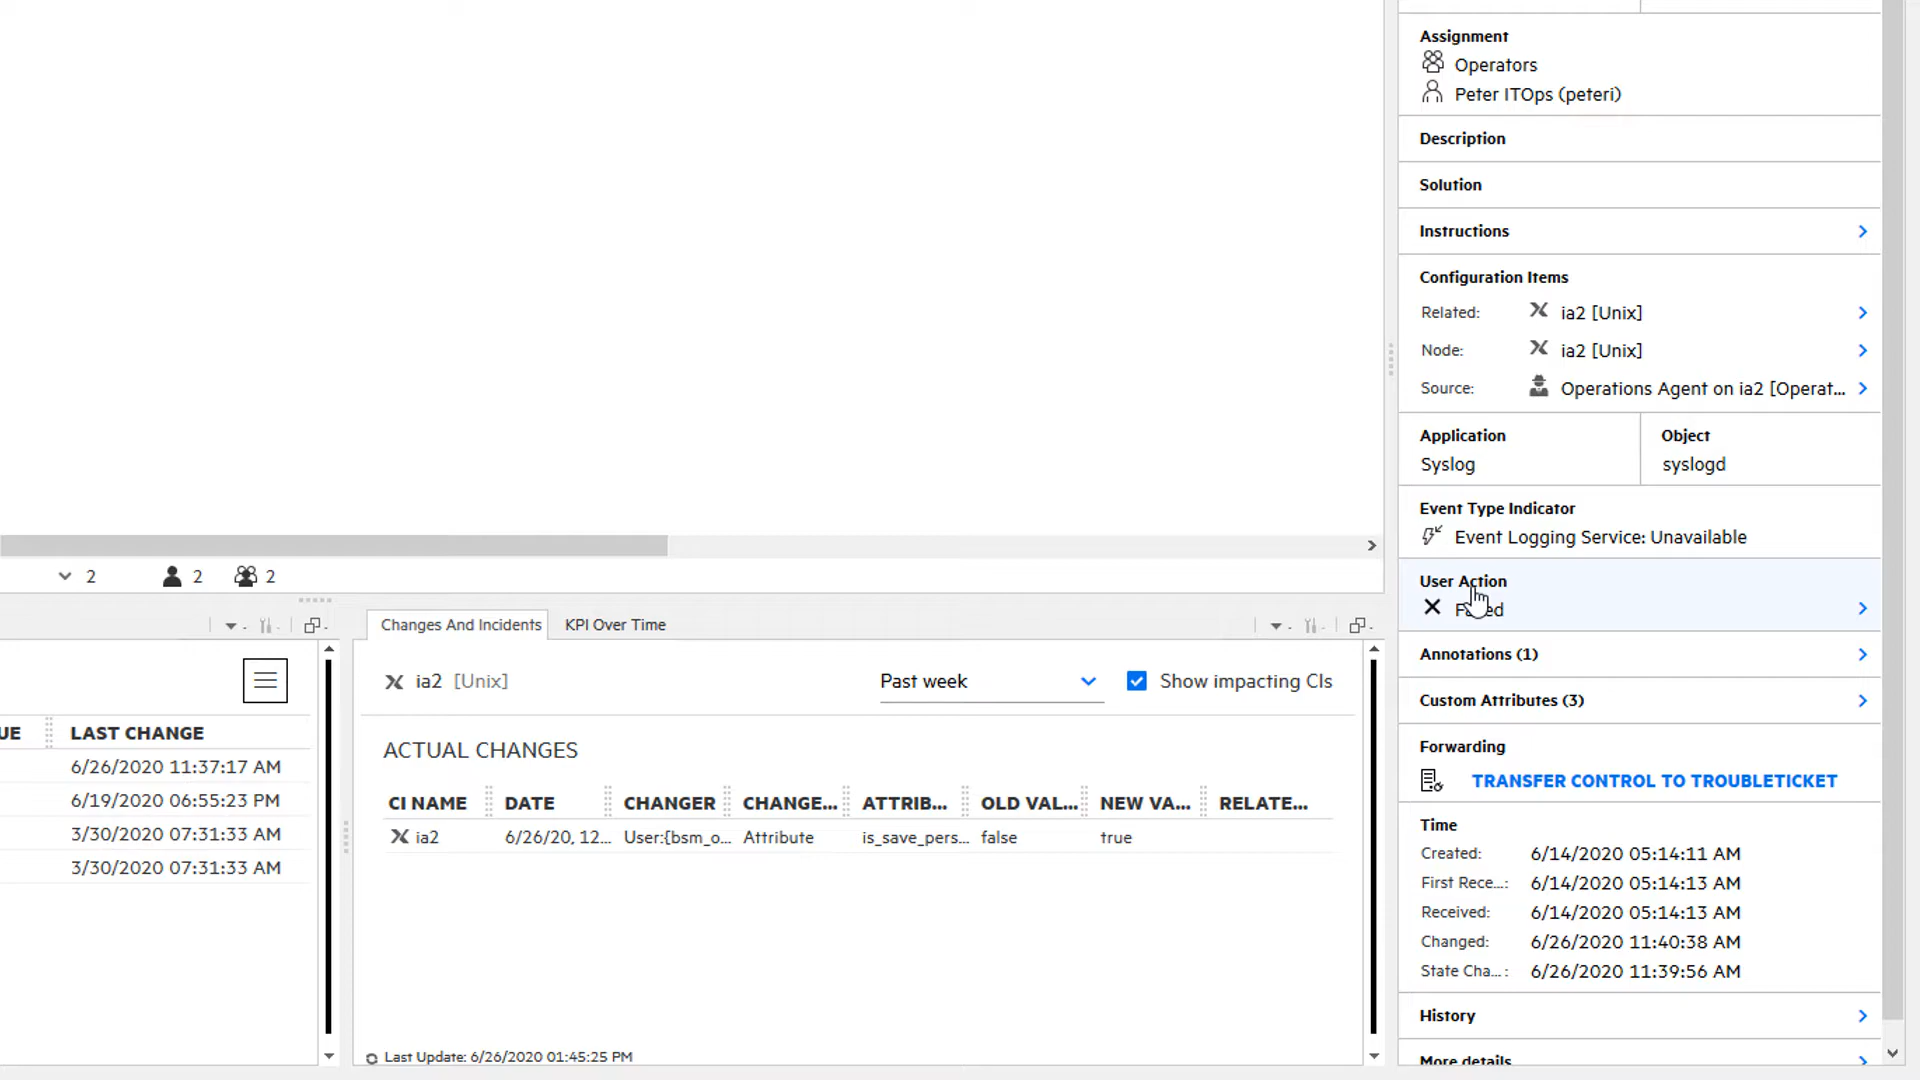 Assignment
Operators
Peter ITOps (peteri)
Description
Solution
Instructions
Configuration Items
Related: ia2 [Unix]
Node: ia2 [Unix]
Source: Operations Agent on ia2 [Operat...
Application Object
Syslog syslogd
Event Type Indicator
Event Logging Service: Unavailable
User Action
Annotations (1)
Custom Attributes (3)
Forwarding
TRANSFER CONTROL TO TROUBLETICKET
Time
Created: 6/14/2020 05:14:11 AM
First Rece...: 6/14/2020 05:14:13 AM
Received: 6/14/2020 05:14:13 AM
Changed: 6/26/2020 11:40:38 AM
State Cha...: 6/26/2020 11:39:56 AM
History
More details
2 2 2
UE LAST CHANGE
6/26/2020 11:37:17 AM
6/19/2020 06:55:23 PM
3/30/2020 07:31:33 AM
3/30/2020 07:31:33 AM
Changes And Incidents KPI Over Time
ia2 [Unix] Past week Show impacting CIs
ACTUAL CHANGES
CI NAME DATE CHANGER CHANGE... ATTRIB... OLD VAL... NEW VA... RELATE...
ia2 6/26/20, 12... User:{bsm_o... Attribute is_save_pers... false true
Last Update: 6/26/2020 01:45:25 PM